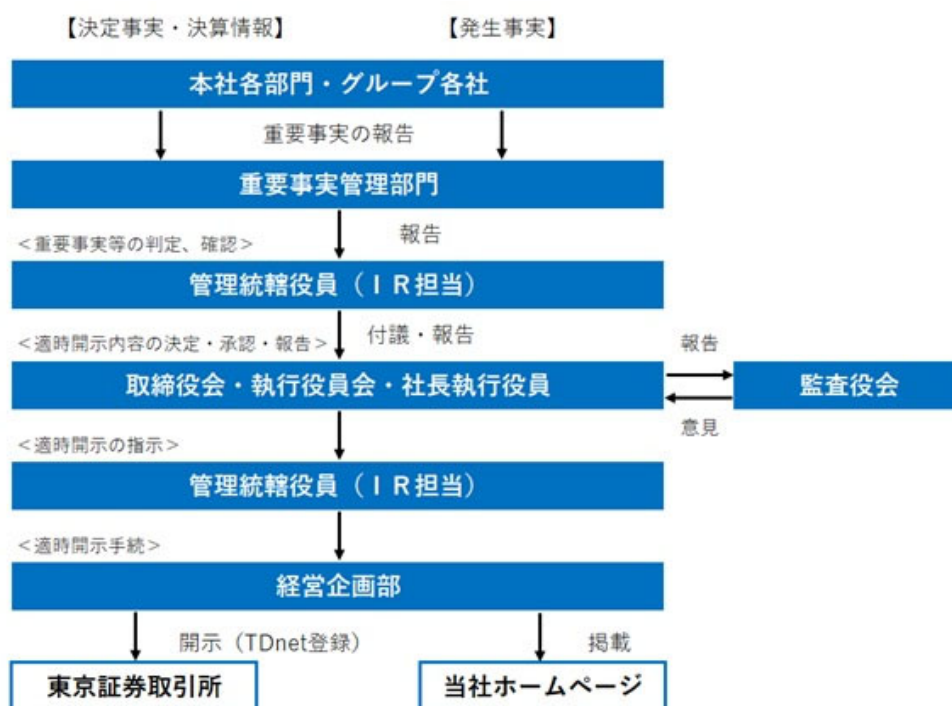 【決定事実・決算情報】 【発生事実】
本社各部門・グループ各社
重要事実の報告
重要事実管理部門
報告
<重要事実等の判定、確認>
管理統轄役員(IR担当)
付議・報告
<適時開示内容の決定・承認・報告>
報告
取締役会・執行役員会・社長執行役員
監査役会
意見
<適時開示の指示>
管理統轄役員(IR担当)
<適時開示手続>
経営企画部
開示(TDnet登録) 掲載
東京証券取引所 当社ホームページ